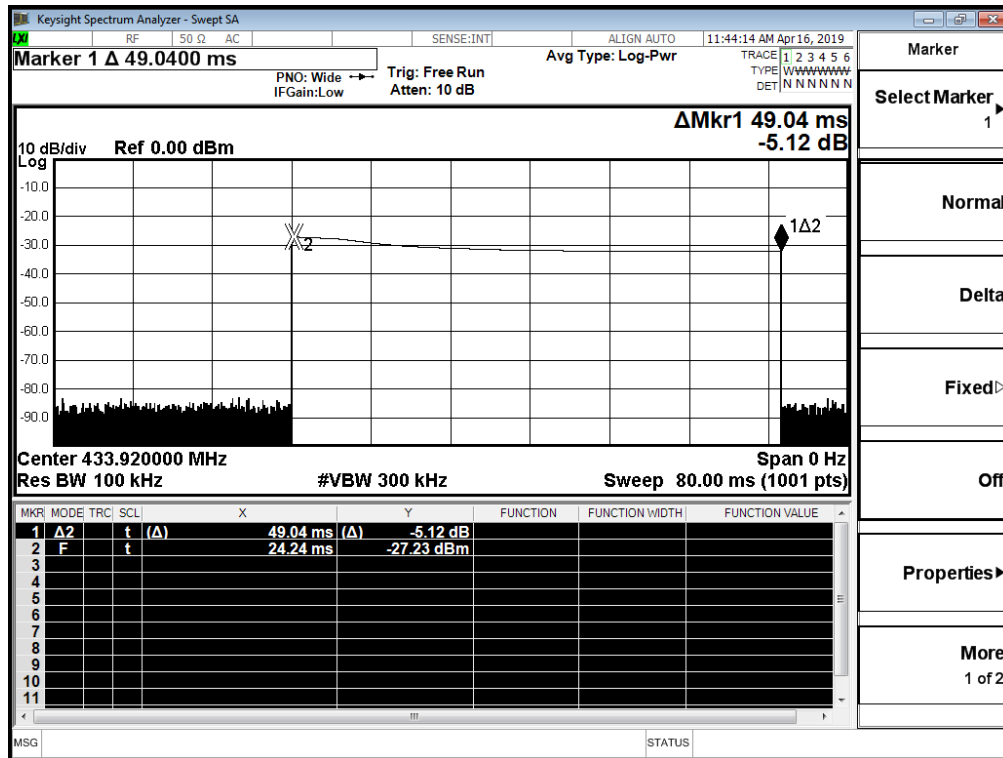 Keysight Spectrum Analyzer - Swept SA
LXI RF 50 Ω AC SENSE:INT ALIGN AUTO 11:44:14 AM Apr 16, 2019
Marker 1 Δ 49.0400 ms
PNO: Wide
IFGain:Low
Trig: Free Run
Atten: 10 dB
Avg Type: Log-Pwr
TRACE 1 2 3 4 5 6
TYPE WWWWWW
DET N N N N N N
ΔMkr1 49.04 ms
-5.12 dB
10 dB/div Ref 0.00 dBm
Log
-10.0
-20.0
-30.0
-40.0
-50.0
-60.0
-70.0
-80.0
-90.0
2
1Δ2
Center 433.920000 MHz Span 0 Hz
Res BW 100 kHz #VBW 300 kHz Sweep 80.00 ms (1001 pts)
MKR MODE TRC SCL X Y FUNCTION FUNCTION WIDTH FUNCTION VALUE
1 Δ2 t (Δ) 49.04 ms (Δ) -5.12 dB
2 F t 24.24 ms -27.23 dBm
3
4
5
6
7
8
9
10
11
MSG STATUS
Marker
Select Marker
1
Normal
Delta
Fixed
Off
Properties
More
1 of 2